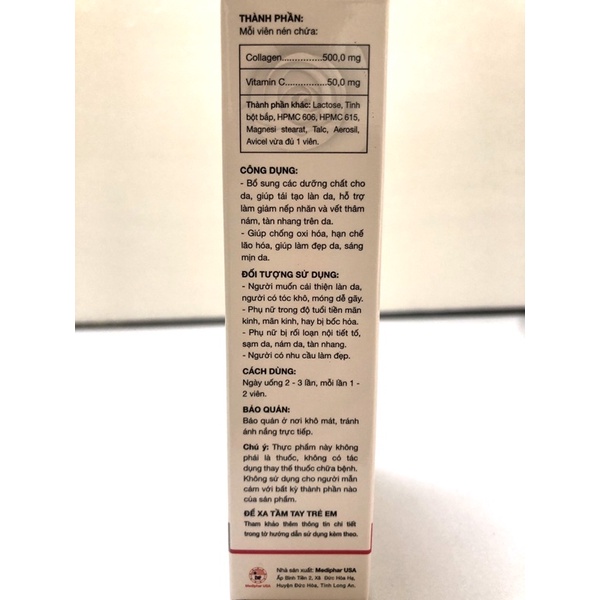 THÀNH PHẦN:
Mỗi viên nén chứa:
Collagen...............500,0 mg
Vitamin C...............50,0 mg
Thành phần khác: Lactose, Tinh
bột bắp, HPMC 606, HPMC 615,
Magnesi stearat, Talc, Aerosil,
Avicel vừa đủ 1 viên.
CÔNG DỤNG:
- Bổ sung các dưỡng chất cho
da, giúp tái tạo làn da, hỗ trợ
làm giảm nếp nhăn và vết thâm
nám, tàn nhang trên da.
- Giúp chống oxi hóa, hạn chế
lão hóa, giúp làm đẹp da, sáng
mịn da.
ĐỐI TƯỢNG SỬ DỤNG:
- Người muốn cải thiện làn da,
người có tóc khô, móng dễ gãy.
- Phụ nữ trong độ tuổi tiền mãn
kinh, mãn kinh, hay bị bốc hỏa.
- Phụ nữ bị rối loạn nội tiết tố,
sạm da, nám da, tàn nhang.
- Người có nhu cầu làm đẹp.
CÁCH DÙNG:
Ngày uống 2 - 3 lần, mỗi lần 1 -
2 viên.
BẢO QUẢN:
Bảo quản ở nơi khô mát, tránh
ánh nắng trực tiếp.
Chú ý: Thực phẩm này không
phải là thuốc, không có tác
dụng thay thế thuốc chữa bệnh.
Không sử dụng cho người mẫn
cảm với bất kỳ thành phần nào
của sản phẩm.
ĐỂ XA TẦM TAY TRẺ EM
Tham khảo thêm thông tin chi tiết
trong tờ hướng dẫn sử dụng kèm theo.
Nhà sản xuất: Mediphar USA
Ấp Bình Tiền 2, Xã Đức Hòa Hạ,
Huyện Đức Hòa, Tỉnh Long An.
MEDIPHAR USA